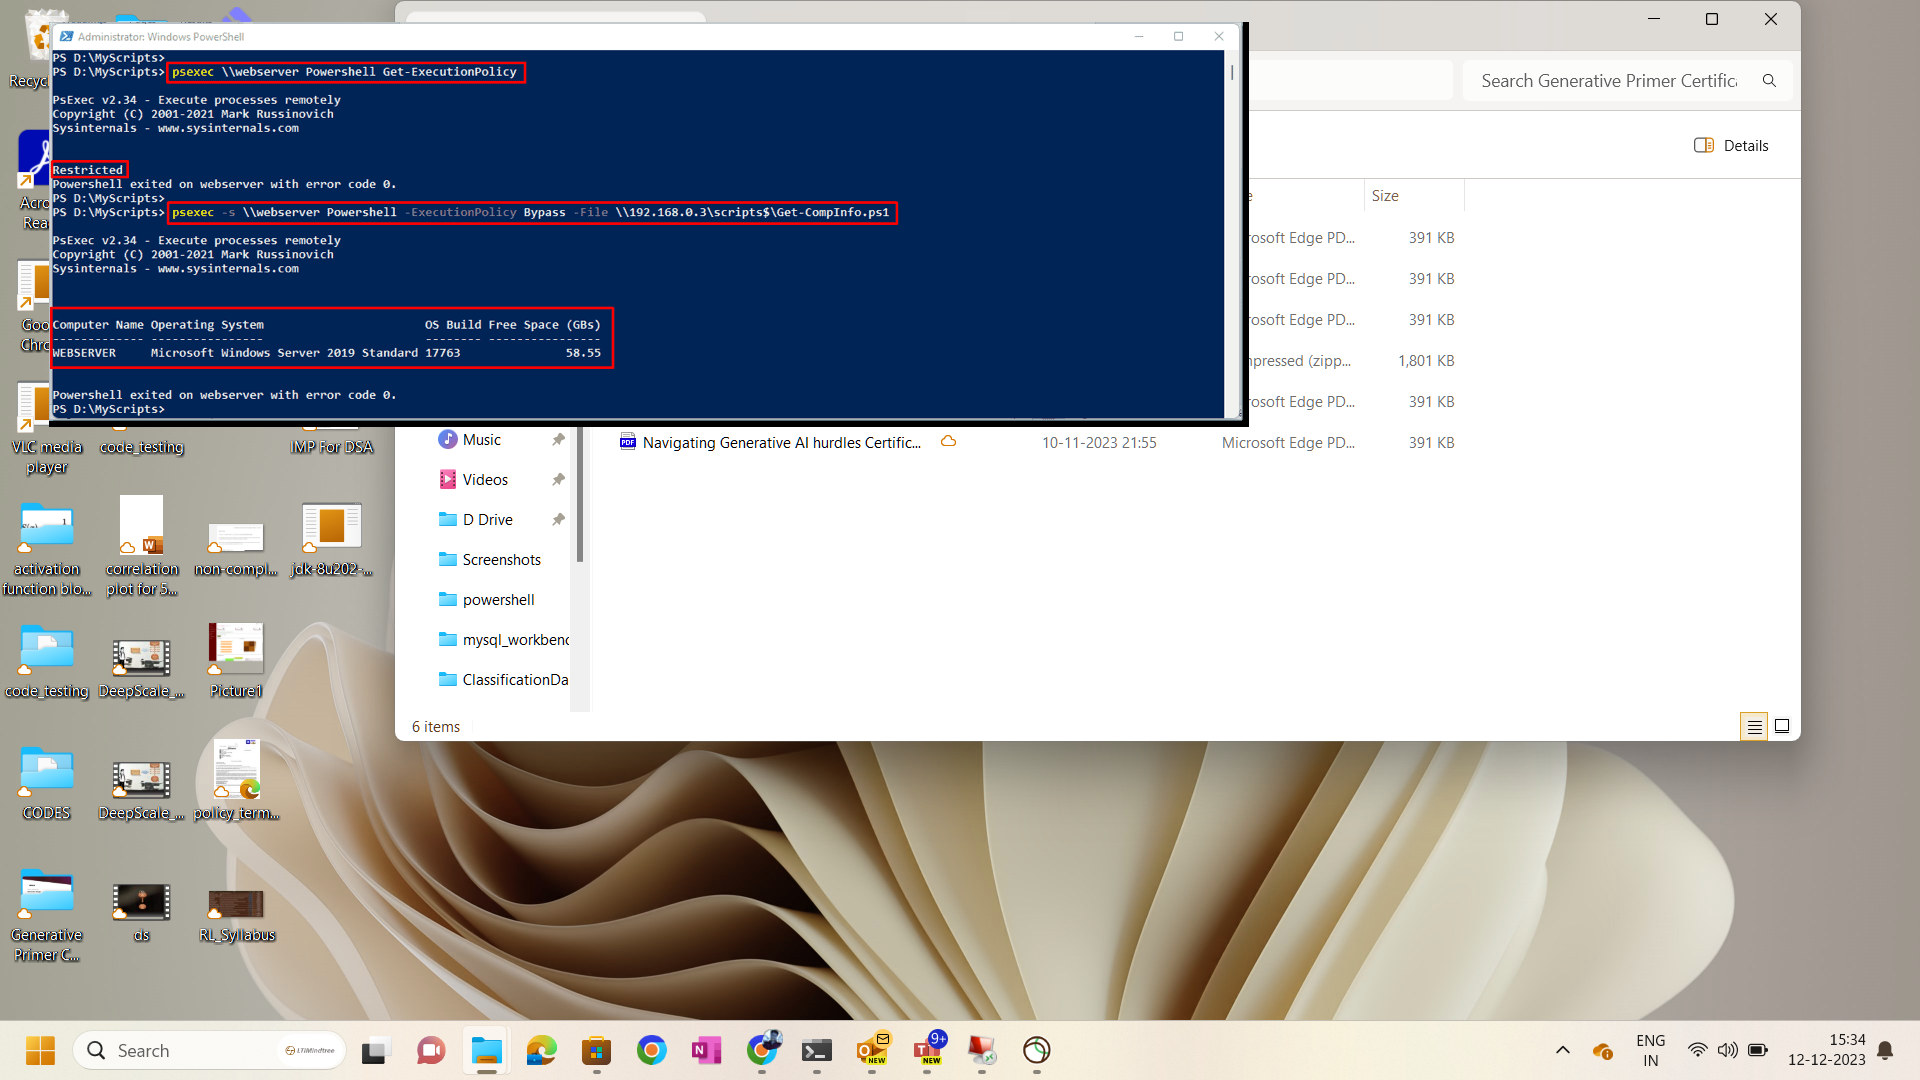 Administrator: Windows PowerShell
PS D:\MyScripts>
PS D:\MyScripts> psexec \\webserver Powershell Get-ExecutionPolicy
PsExec v2.34 - Execute processes remotely
Copyright (C) 2001-2021 Mark Russinovich
Sysinternals - www.sysinternals.com
Restricted
Powershell exited on webserver with error code 0.
PS D:\MyScripts>
PS D:\MyScripts> psexec -s \\webserver Powershell -ExecutionPolicy Bypass -File \\192.168.0.3\scripts$\Get-CompInfo.ps1
PsExec v2.34 - Execute processes remotely
Copyright (C) 2001-2021 Mark Russinovich
Sysinternals - www.sysinternals.com
Computer Name Operating System OS Build Free Space (GBs)
------------- ---------------- -------- ----------------
WEBSERVER Microsoft Windows Server 2019 Standard 17763 58.55
Powershell exited on webserver with error code 0.
PS D:\MyScripts>
Search Generative Primer Certific
Details
Size
rosoft Edge PD... 391 KB
rosoft Edge PD... 391 KB
rosoft Edge PD... 391 KB
mpressed (zipp... 1,801 KB
rosoft Edge PD... 391 KB
Navigating Generative AI hurdles Certific... 10-11-2023 21:55 Microsoft Edge PD... 391 KB
Music
Videos
D Drive
Screenshots
powershell
mysql_workbenc
ClassificationDa
6 items
Recyc
Acro
Rea
Goo
Chro
VLC media
player
code_testing
IMP For DSA
activation
function blo...
correlation
plot for 5...
non-compl...
jdk-8u202-...
code_testing
DeepScale_...
Picture1
CODES
DeepScale_...
policy_term...
Generative
Primer C...
ds
RL_Syllabus
Search
LTIMindtree
NEW
9+
NEW
ENG
IN
15:34
12-12-2023